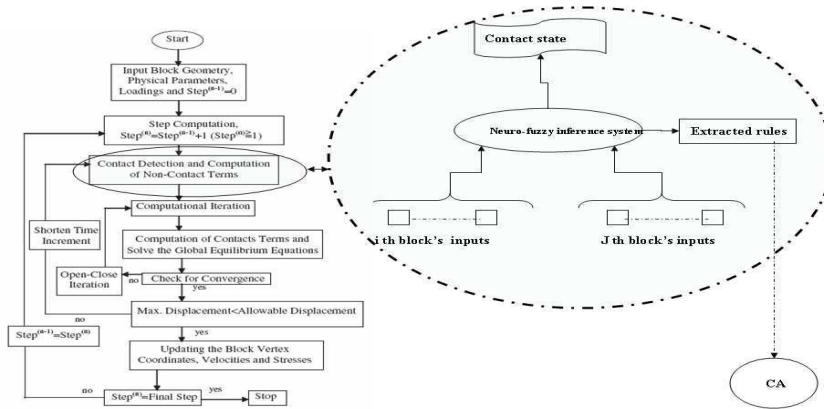 Start
Input Block Geometry,
Physical Parameters,
Loadings and Step⁽ⁿ⁻¹⁾=0
Step Computation,
Step⁽ⁿ⁾=Step⁽ⁿ⁻¹⁾+1 (Step⁽ⁿ⁾≥1)
Contact Detection and Computation
of Non-Contact Terms
Computational Iteration
Shorten Time
Increment
Computation of Contacts Terms and
Solve the Global Equilibrium Equations
Open-Close
Iteration
no
Check for Convergence
yes
Max. Displacement<Allowable Displacement
no
yes
Step⁽ⁿ⁻¹⁾=Step⁽ⁿ⁾
Updating the Block Vertex
Coordinates, Velocities and Stresses
no
Step⁽ⁿ⁾=Final Step
yes
Stop
Contact state
Neuro-fuzzy inference system
Extracted rules
i th block's inputs
J th block's inputs
CA